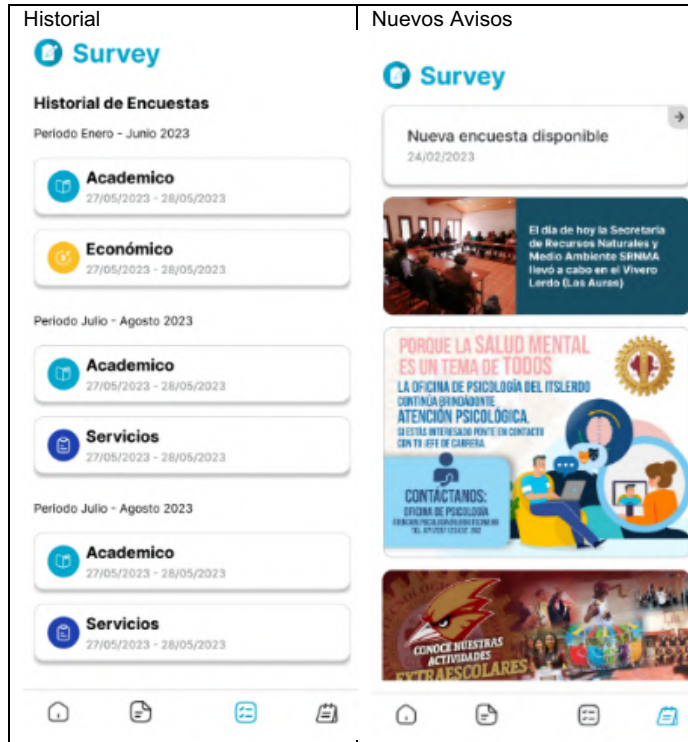 Historial
Survey
Historial de Encuestas
Periodo Enero - Junio 2023
Academico
27/05/2023 - 28/05/2023
Económico
27/05/2023 - 28/05/2023
Periodo Julio - Agosto 2023
Academico
27/05/2023 - 28/05/2023
Servicios
27/05/2023 - 28/05/2023
Periodo Julio - Agosto 2023
Academico
27/05/2023 - 28/05/2023
Servicios
27/05/2023 - 28/05/2023
Nuevos Avisos
Survey
Nueva encuesta disponible
24/02/2023
El día de hoy la Secretaría
de Recursos Naturales y
Medio Ambiente SRNMA
llevó a cabo en el Vivero
Lerdo (Las Auras)
PORQUE LA SALUD MENTAL
ES UN TEMA DE TODOS
LA OFICINA DE PSICOLOGÍA DEL ITSLERDO
CONTINÚA BRINDÁNDONTE
ATENCIÓN PSICOLÓGICA.
SI ESTÁS INTERESADO PONTE EN CONTACTO
CON TU JEFE DE CARRERA.
CONTÁCTANOS:
OFICINA DE PSICOLOGÍA
CONOCE NUESTRAS
ACTIVIDADES
EXTRAESCOLARES